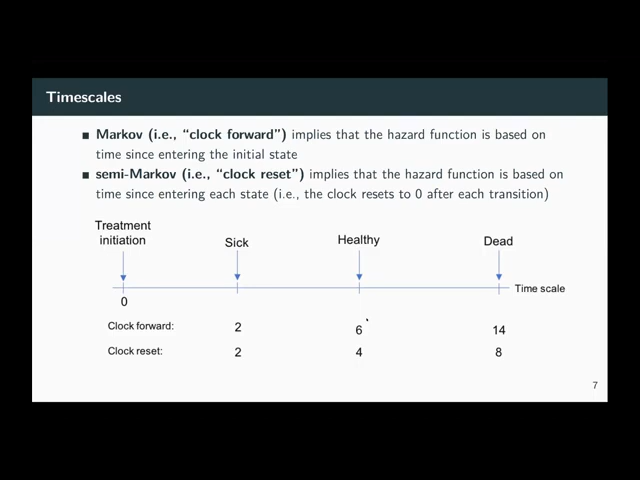 Timescales
■ Markov (i.e., “clock forward”) implies that the hazard function is based on
time since entering the initial state
■ semi-Markov (i.e., “clock reset”) implies that the hazard function is based on
time since entering each state (i.e., the clock resets to 0 after each transition)
Treatment
initiation
Sick
Healthy
Dead
Time scale
0
Clock forward: 2 6 14
Clock reset: 2 4 8
7